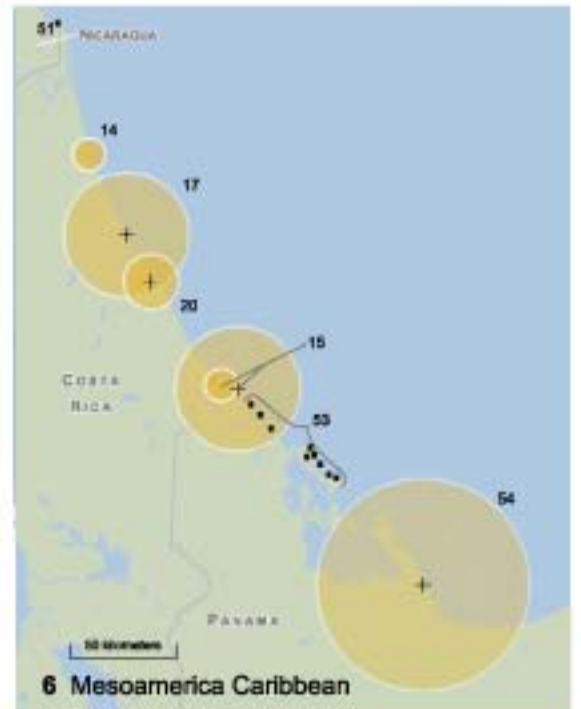 51°
NICARAGUA
14
17
20
15
COSTA
RICA
53
54
PANAMA
50 kilometers
6 Mesoamerica Caribbean